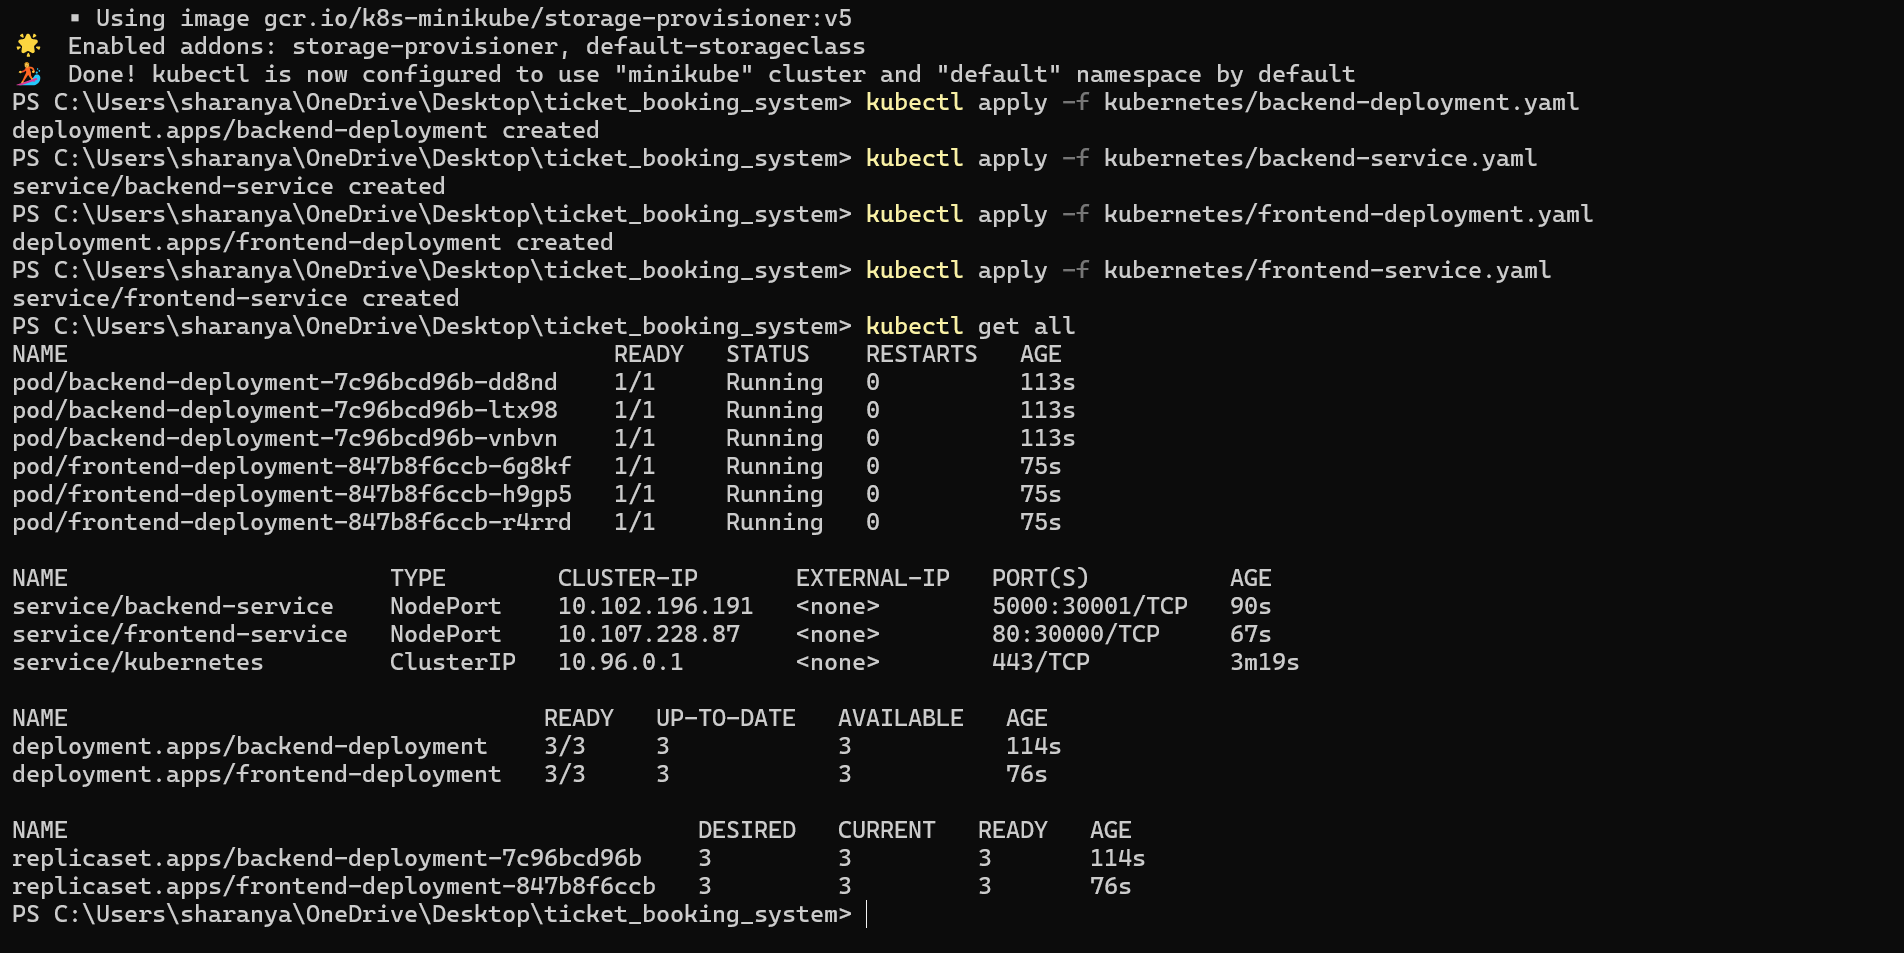 ▪ Using image gcr.io/k8s-minikube/storage-provisioner:v5
🌟  Enabled addons: storage-provisioner, default-storageclass
🏄  Done! kubectl is now configured to use "minikube" cluster and "default" namespace by default
PS C:\Users\sharanya\OneDrive\Desktop\ticket_booking_system> kubectl apply -f kubernetes/backend-deployment.yaml
deployment.apps/backend-deployment created
PS C:\Users\sharanya\OneDrive\Desktop\ticket_booking_system> kubectl apply -f kubernetes/backend-service.yaml
service/backend-service created
PS C:\Users\sharanya\OneDrive\Desktop\ticket_booking_system> kubectl apply -f kubernetes/frontend-deployment.yaml
deployment.apps/frontend-deployment created
PS C:\Users\sharanya\OneDrive\Desktop\ticket_booking_system> kubectl apply -f kubernetes/frontend-service.yaml
service/frontend-service created
PS C:\Users\sharanya\OneDrive\Desktop\ticket_booking_system> kubectl get all
NAME                                       READY   STATUS    RESTARTS   AGE
pod/backend-deployment-7c96bcd96b-dd8nd    1/1     Running   0          113s
pod/backend-deployment-7c96bcd96b-ltx98    1/1     Running   0          113s
pod/backend-deployment-7c96bcd96b-vnbvn    1/1     Running   0          113s
pod/frontend-deployment-847b8f6ccb-6g8kf   1/1     Running   0          75s
pod/frontend-deployment-847b8f6ccb-h9gp5   1/1     Running   0          75s
pod/frontend-deployment-847b8f6ccb-r4rrd   1/1     Running   0          75s
NAME                       TYPE        CLUSTER-IP       EXTERNAL-IP   PORT(S)          AGE
service/backend-service    NodePort    10.102.196.191   <none>        5000:30001/TCP   90s
service/frontend-service   NodePort    10.107.228.87    <none>        80:30000/TCP     67s
service/kubernetes         ClusterIP   10.96.0.1        <none>        443/TCP          3m19s
NAME                                  READY   UP-TO-DATE   AVAILABLE   AGE
deployment.apps/backend-deployment    3/3     3            3           114s
deployment.apps/frontend-deployment   3/3     3            3           76s
NAME                                             DESIRED   CURRENT   READY   AGE
replicaset.apps/backend-deployment-7c96bcd96b    3         3         3       114s
replicaset.apps/frontend-deployment-847b8f6ccb   3         3         3       76s
PS C:\Users\sharanya\OneDrive\Desktop\ticket_booking_system>